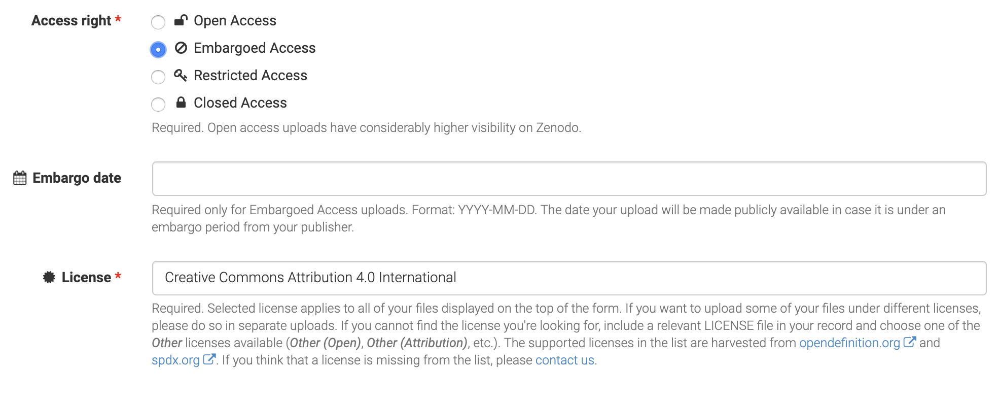 Access right *
Open Access
Embargoed Access
Restricted Access
Closed Access
Required. Open access uploads have considerably higher visibility on Zenodo.
Embargo date
Required only for Embargoed Access uploads. Format: YYYY-MM-DD. The date your upload will be made publicly available in case it is under an
embargo period from your publisher.
License *
Creative Commons Attribution 4.0 International
Required. Selected license applies to all of your files displayed on the top of the form. If you want to upload some of your files under different licenses,
please do so in separate uploads. If you cannot find the license you're looking for, include a relevant LICENSE file in your record and choose one of the
Other licenses available (Other (Open), Other (Attribution), etc.). The supported licenses in the list are harvested from opendefinition.org and
spdx.org. If you think that a license is missing from the list, please contact us.